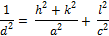 1/d² = (h² + k²)/a² + l²/c²